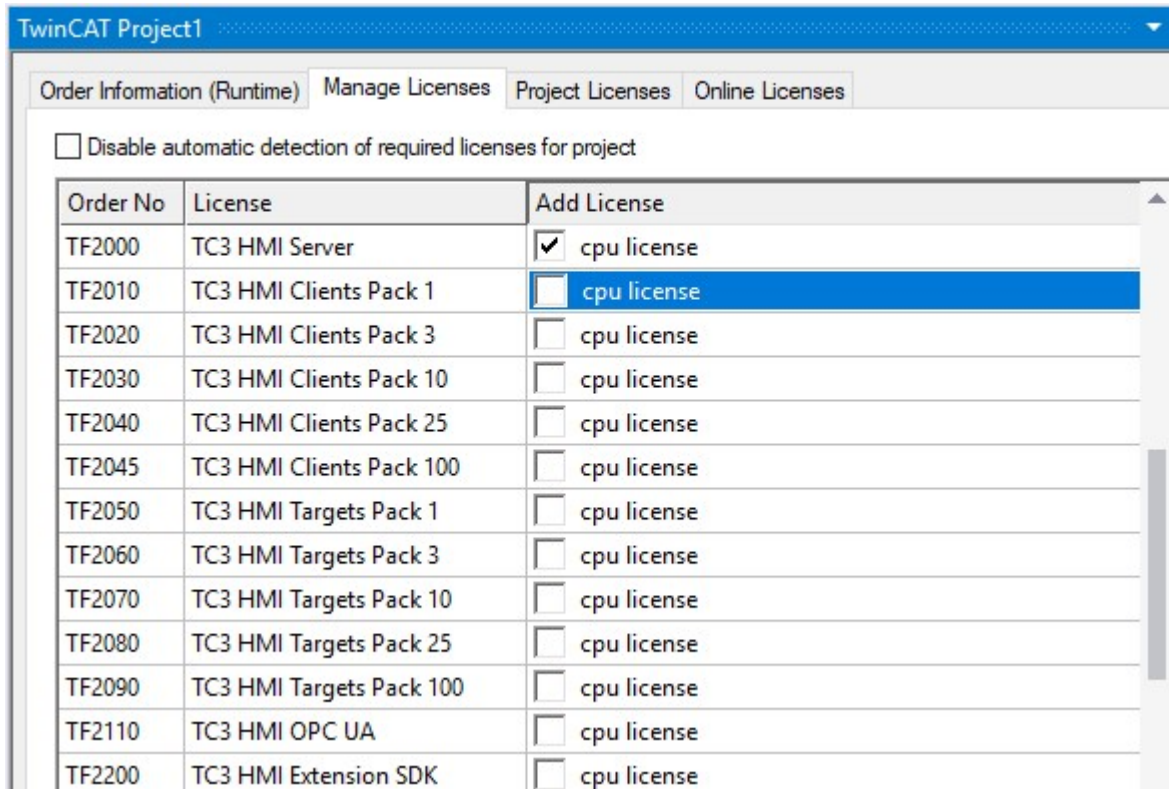 TwinCAT Project1
Order Information (Runtime) Manage Licenses Project Licenses Online Licenses
Disable automatic detection of required licenses for project
Order No License Add License
TF2000 TC3 HMI Server cpu license
TF2010 TC3 HMI Clients Pack 1 cpu license
TF2020 TC3 HMI Clients Pack 3 cpu license
TF2030 TC3 HMI Clients Pack 10 cpu license
TF2040 TC3 HMI Clients Pack 25 cpu license
TF2045 TC3 HMI Clients Pack 100 cpu license
TF2050 TC3 HMI Targets Pack 1 cpu license
TF2060 TC3 HMI Targets Pack 3 cpu license
TF2070 TC3 HMI Targets Pack 10 cpu license
TF2080 TC3 HMI Targets Pack 25 cpu license
TF2090 TC3 HMI Targets Pack 100 cpu license
TF2110 TC3 HMI OPC UA cpu license
TF2200 TC3 HMI Extension SDK cpu license